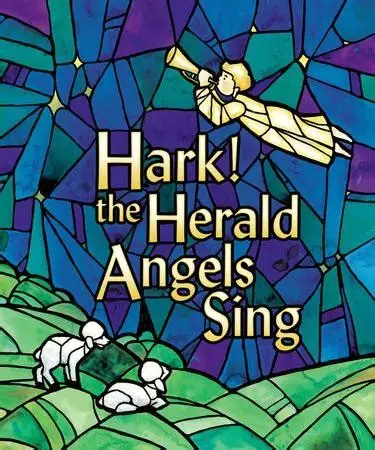 Hark!
the Herald
Angels
Sing